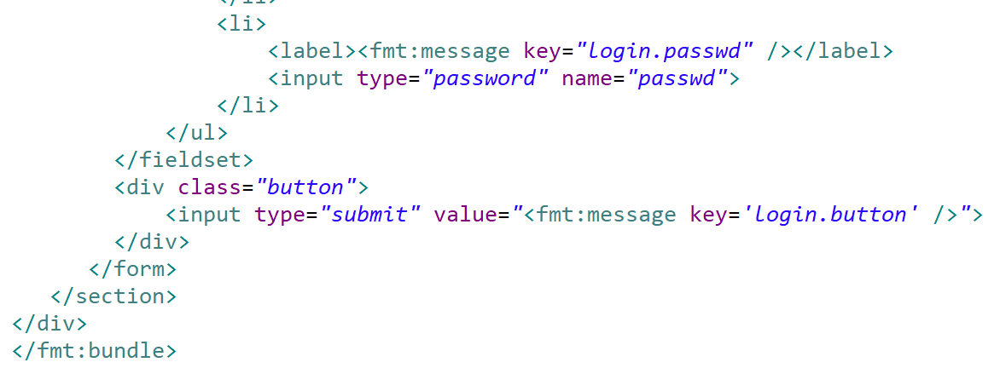 </li>
<li>
<label><fmt:message key="login.passwd" /></label>
<input type="password" name="passwd">
</li>
</ul>
</fieldset>
<div class="button">
<input type="submit" value="<fmt:message key='login.button' />">
</div>
</form>
</section>
</div>
</fmt:bundle>